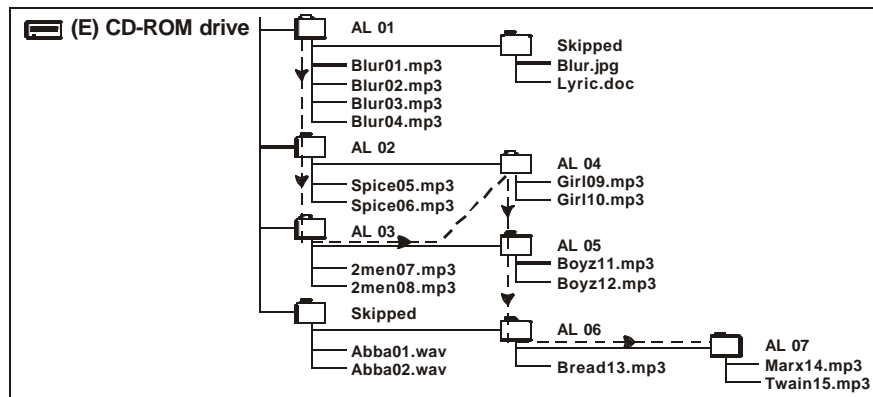 (E) CD-ROM drive
AL 01
Skipped
Blur01.mp3
Blur.jpg
Blur02.mp3
Lyric.doc
Blur03.mp3
Blur04.mp3
AL 02
AL 04
Spice05.mp3
Girl09.mp3
Spice06.mp3
Girl10.mp3
AL 03
AL 05
2men07.mp3
Boyz11.mp3
2men08.mp3
Boyz12.mp3
Skipped
AL 06
AL 07
Abba01.wav
Abba02.wav
Bread13.mp3
Marx14.mp3
Twain15.mp3